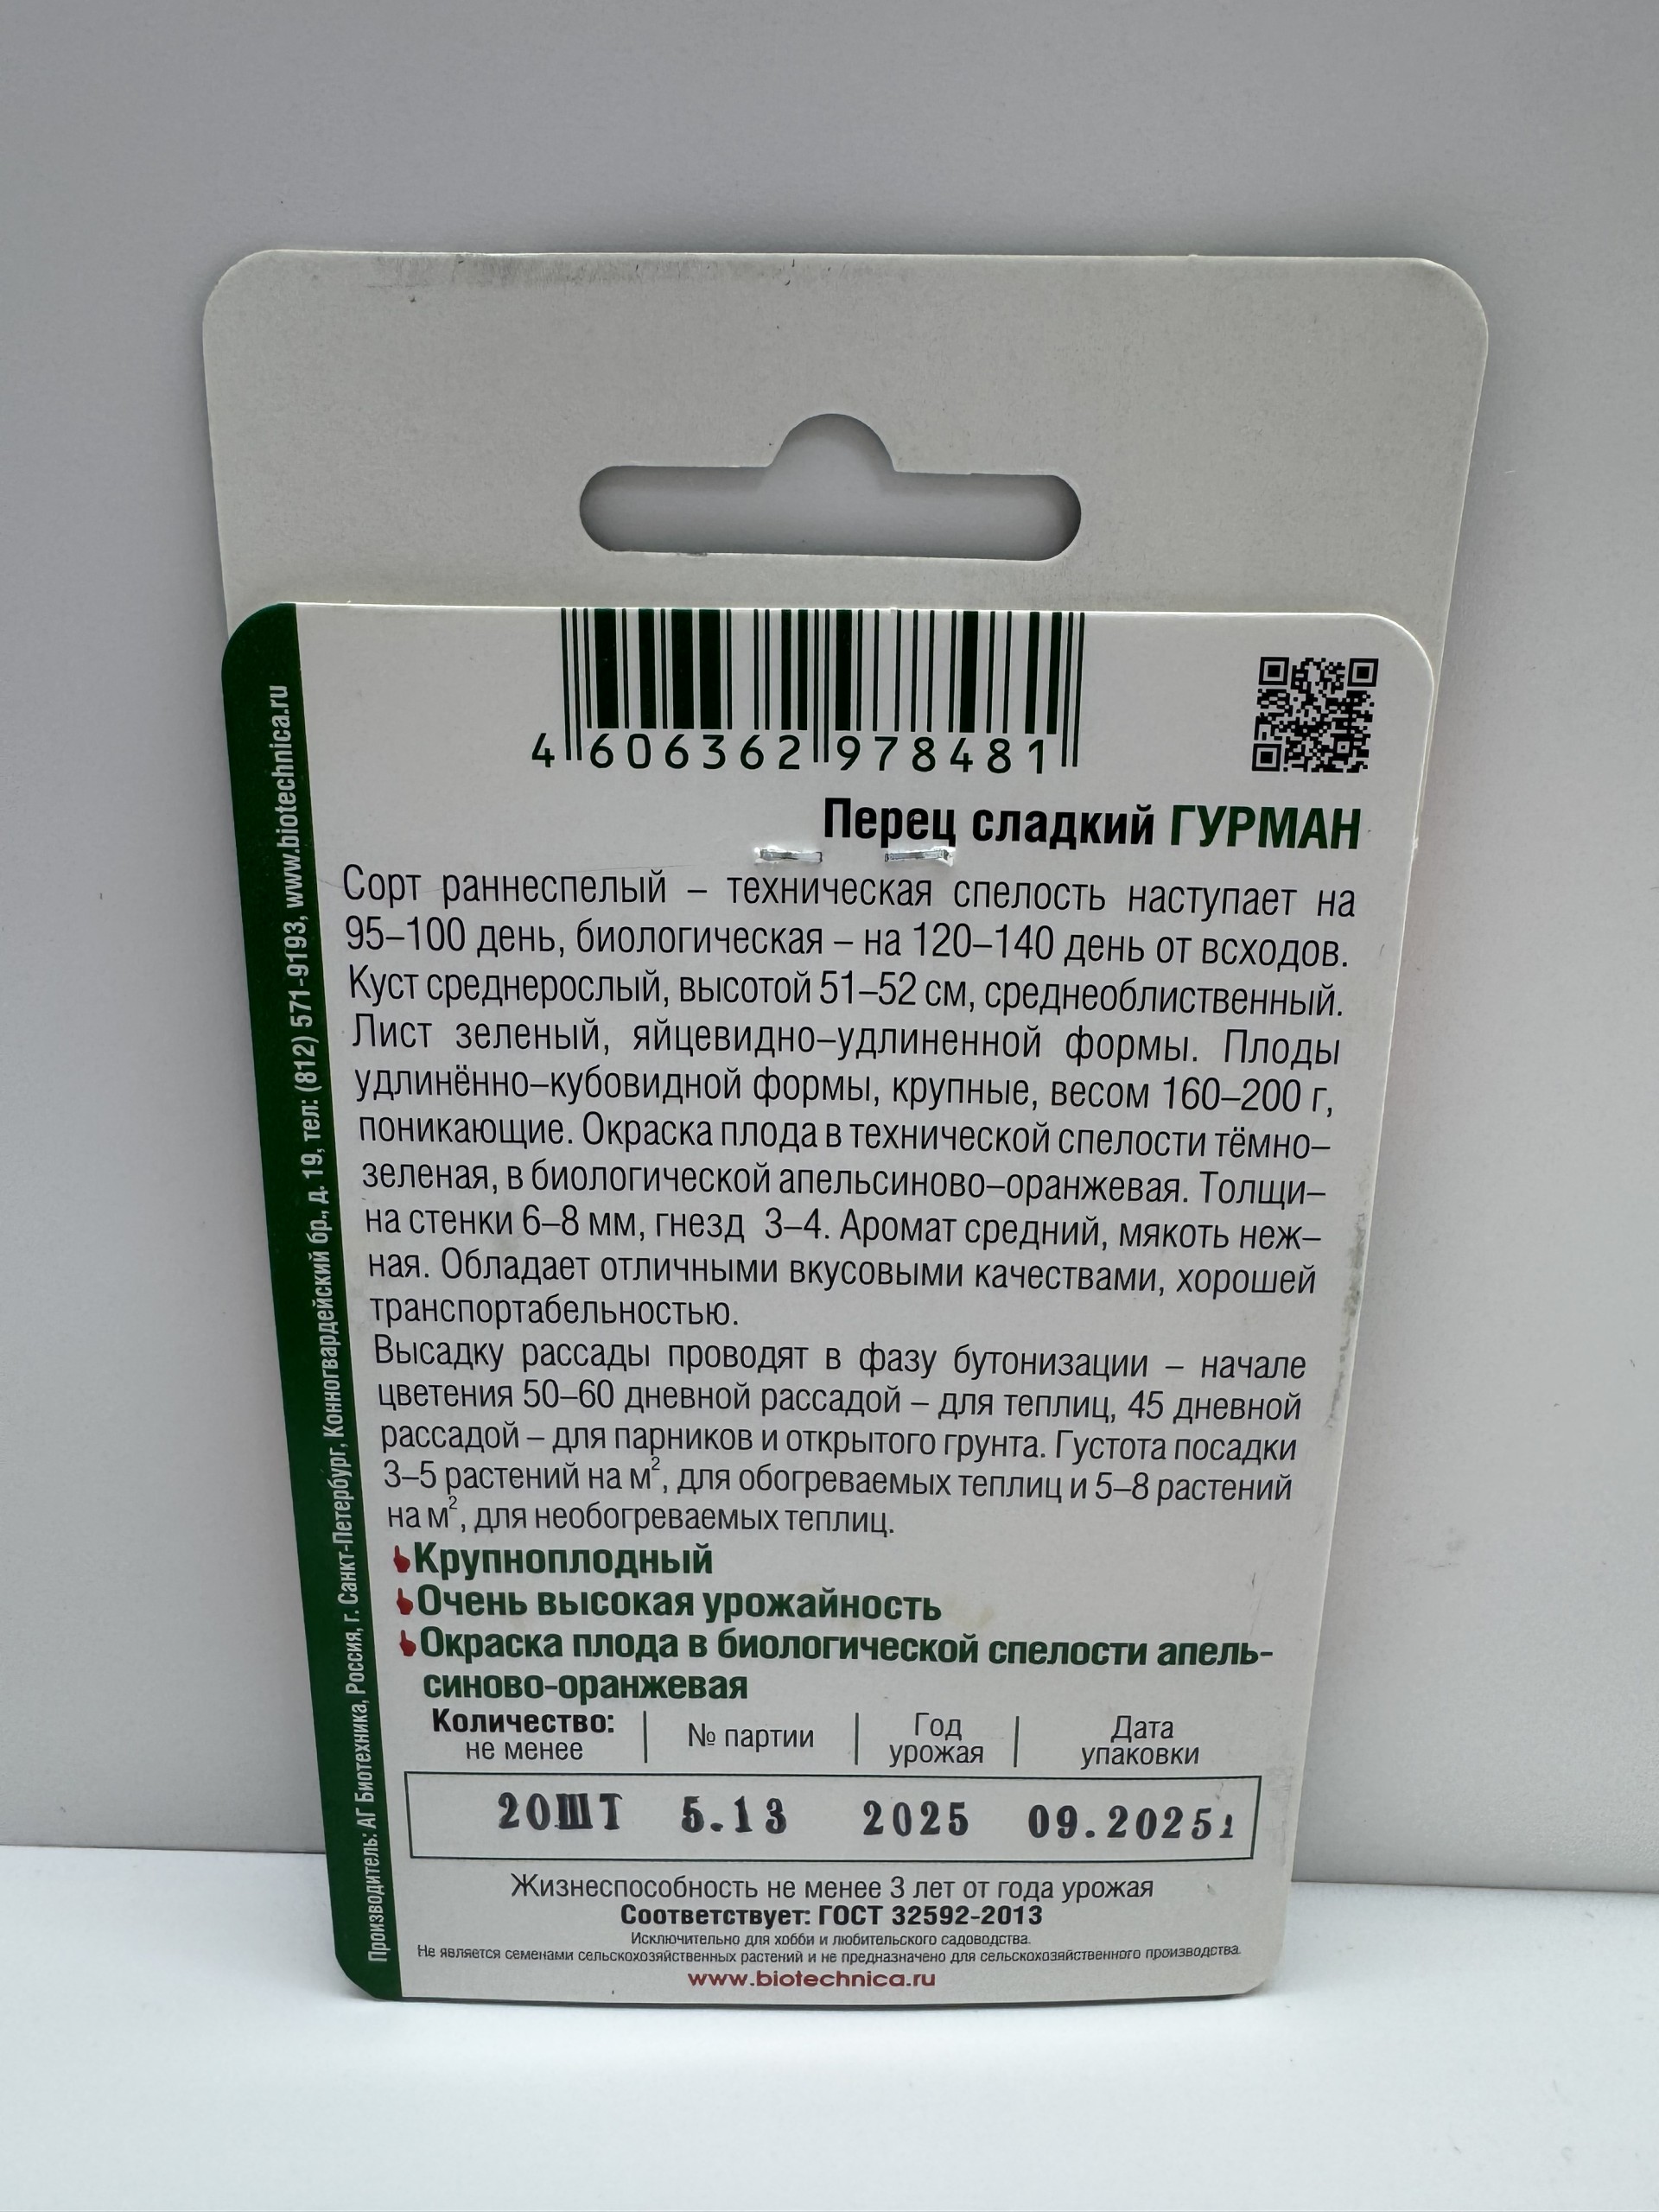 4 606362 978481
Перец сладкий ГУРМАН
Сорт раннеспелый – техническая спелость наступает на
95–100 день, биологическая – на 120–140 день от всходов.
Куст среднерослый, высотой 51–52 см, среднеоблиственный.
Лист зеленый, яйцевидно–удлиненной формы. Плоды
удлинённо–кубовидной формы, крупные, весом 160–200 г,
поникающие. Окраска плода в технической спелости тёмно–
зеленая, в биологической апельсиново–оранжевая. Толщи–
на стенки 6–8 мм, гнезд 3–4. Аромат средний, мякоть неж–
ная. Обладает отличными вкусовыми качествами, хорошей
транспортабельностью.
Высадку рассады проводят в фазу бутонизации – начале
цветения 50–60 дневной рассадой – для теплиц, 45 дневной
рассадой – для парников и открытого грунта. Густота посадки
3–5 растений на м², для обогреваемых теплиц и 5–8 растений
на м², для необогреваемых теплиц.
Крупноплодный
Очень высокая урожайность
Окраска плода в биологической спелости апель-
синово-оранжевая
Количество: не менее | № партии | Год урожая | Дата упаковки
20ШТ 5.13 2025 09.20251
Жизнеспособность не менее 3 лет от года урожая
Соответствует: ГОСТ 32592-2013
Исключительно для хобби и любительского садоводства.
Не является семенами сельскохозяйственных растений и не предназначено для сельскохозяйственного производства.
www.biotechnica.ru
Производитель: АГ Биотехника, Россия, г. Санкт-Петербург, Конногвардейский бр., д. 19, тел: (812) 571-9193, www.biotechnica.ru